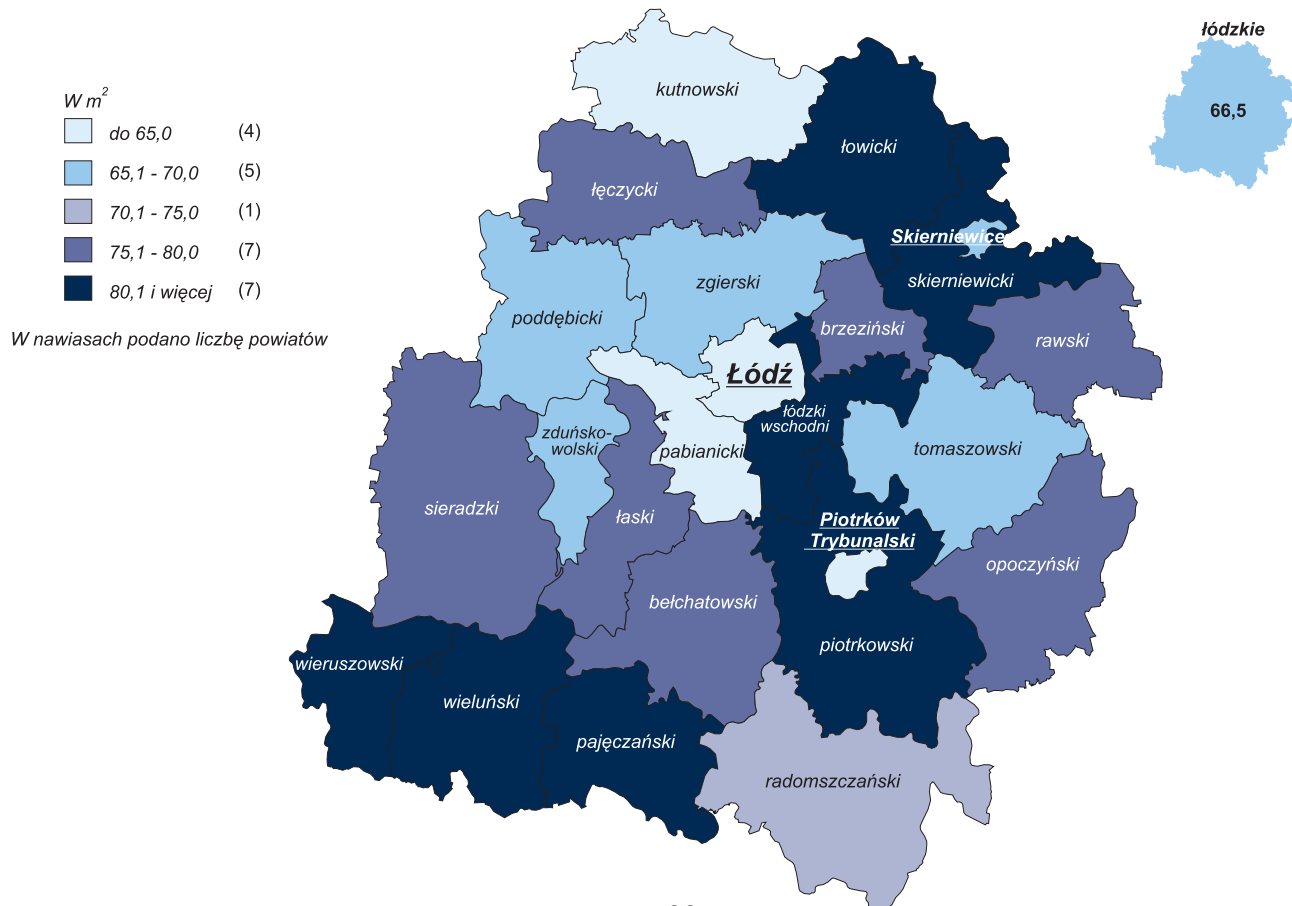 łódzkie
66,5
W m²
do 65,0 (4)
65,1 - 70,0 (5)
70,1 - 75,0 (1)
75,1 - 80,0 (7)
80,1 i więcej (7)
W nawiasach podano liczbę powiatów
kutnowski
łowicki
łęczycki
Skierniewice
skierniewicki
zgierski
poddębicki
brzeziński
rawski
Łódź
łódzki
wschodni
zduńsko-
wolski
pabianicki
tomaszowski
sieradzki
łaski
Piotrków
Trybunalski
opoczyński
bełchatowski
piotrkowski
wieruszowski
wieluński
pajęczański
radomszczański